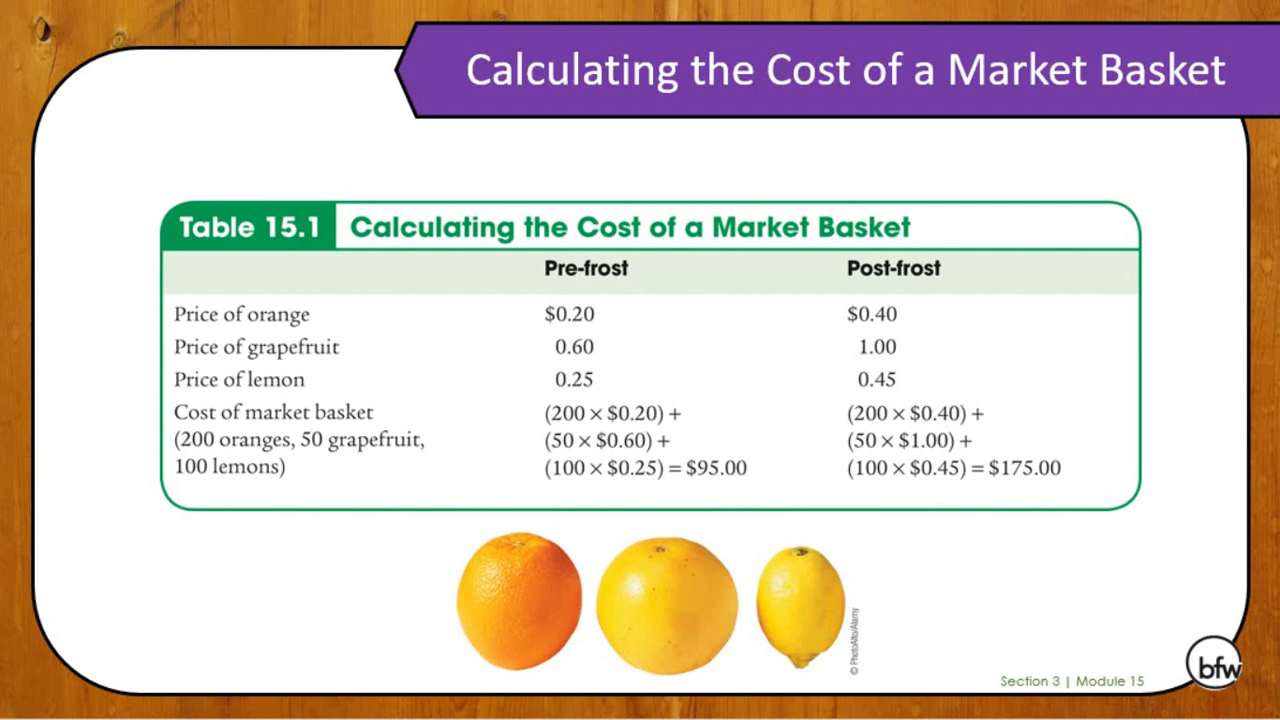 Calculating the Cost of a Market Basket
Table 15.1 Calculating the Cost of a Market Basket
Pre-frost Post-frost
Price of orange $0.20 $0.40
Price of grapefruit 0.60 1.00
Price of lemon 0.25 0.45
Cost of market basket (200 × $0.20) + (200 × $0.40) +
(200 oranges, 50 grapefruit, (50 × $0.60) + (50 × $1.00) +
100 lemons) (100 × $0.25) = $95.00 (100 × $0.45) = $175.00
© PhotoAlto/Alamy
Section 3 | Module 15
bfw